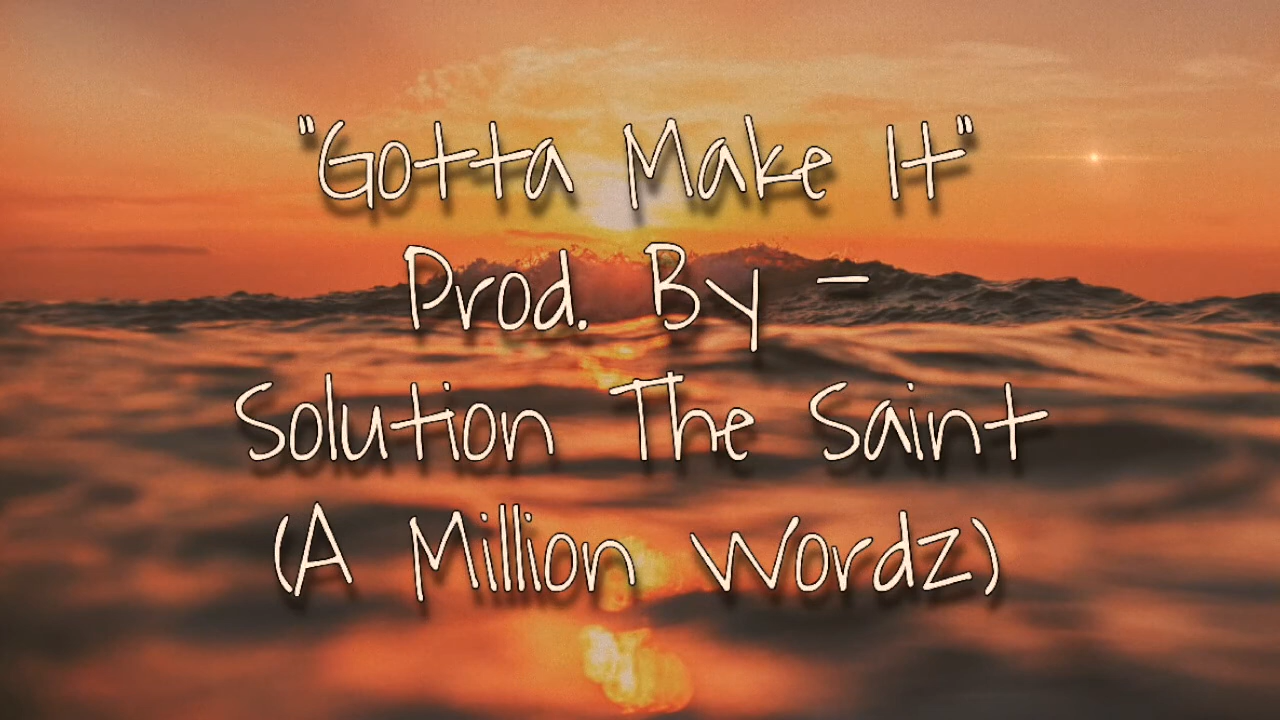 "Gotta Make It"
Prod. By -
Solution The Saint
(A Million Wordz)